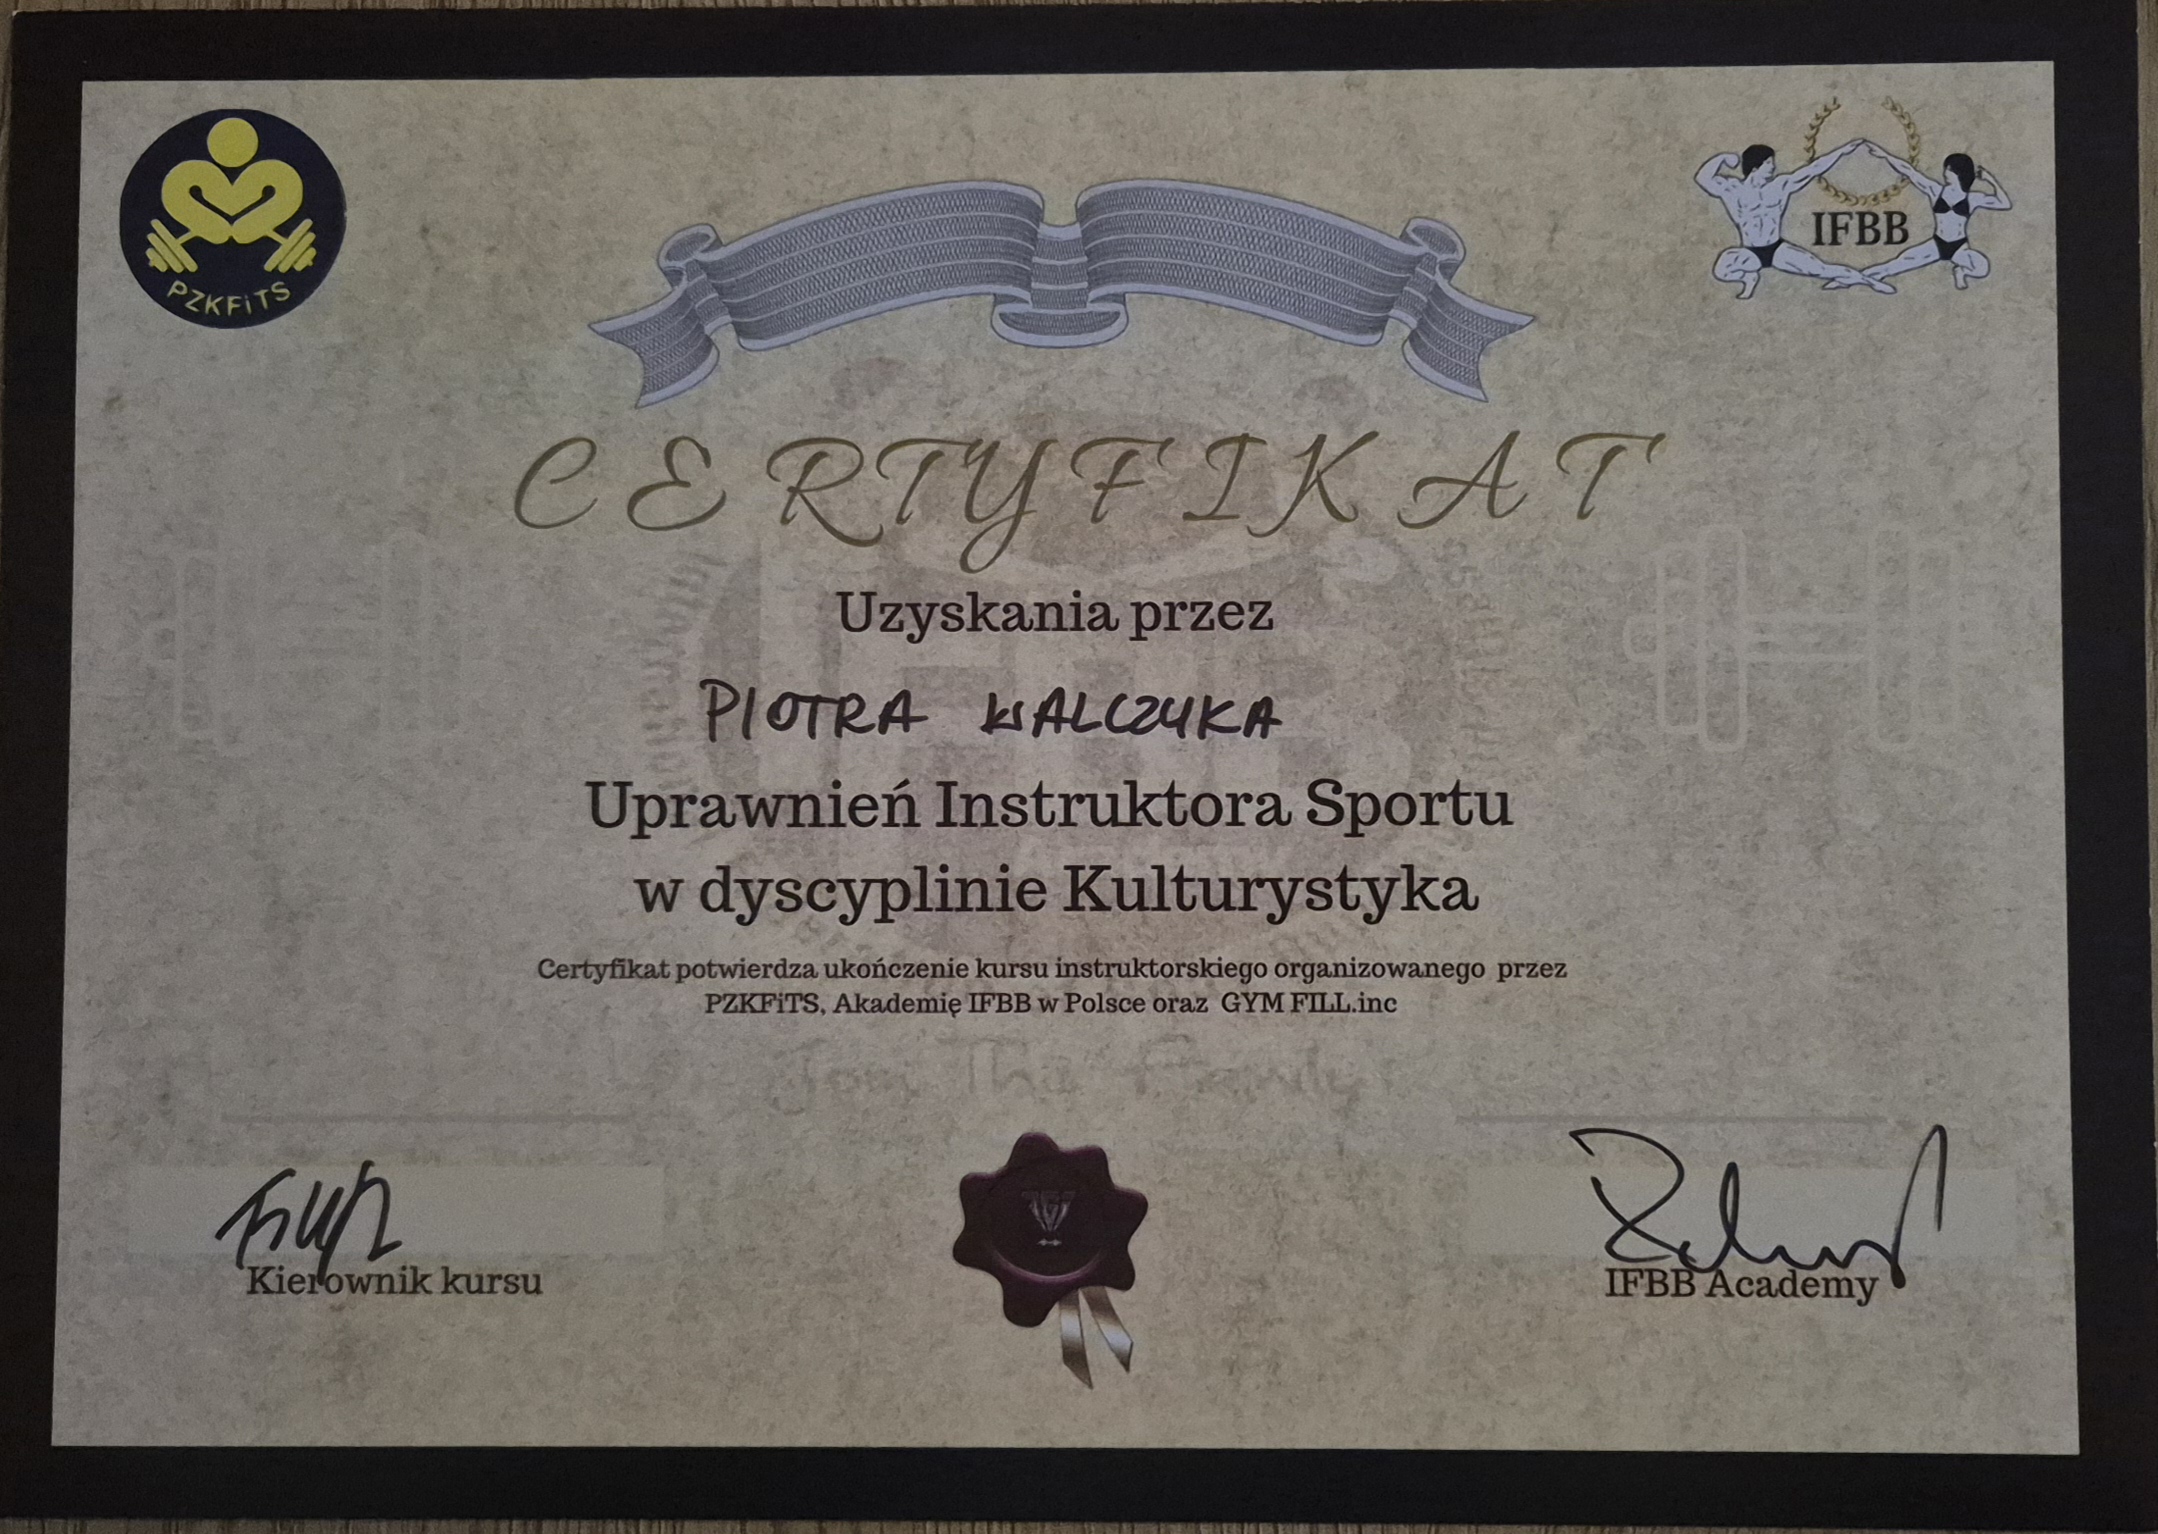 PZKFiTS
IFBB
CERTYFIKAT
Uzyskania przez
PIOTRA WALCZUKA
Uprawnień Instruktora Sportu
w dyscyplinie Kulturystyka
Certyfikat potwierdza ukończenie kursu instruktorskiego organizowanego przez
PZKFiTS, Akademię IFBB w Polsce oraz GYM FILL.inc
Kierownik kursu
IFBB Academy